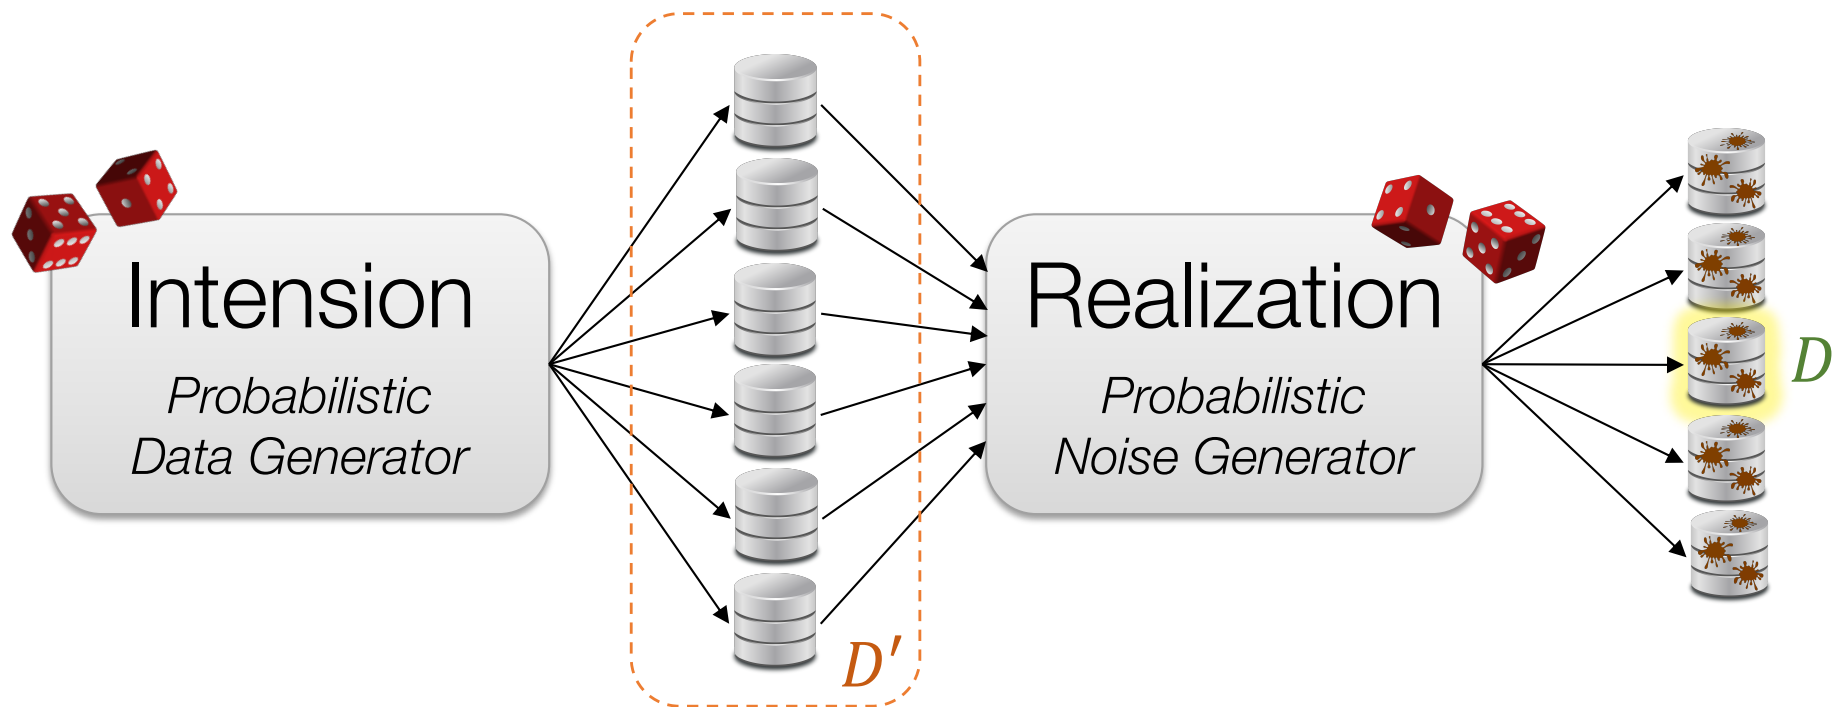 Intension
Probabilistic
Data Generator
D′
Realization
Probabilistic
Noise Generator
D